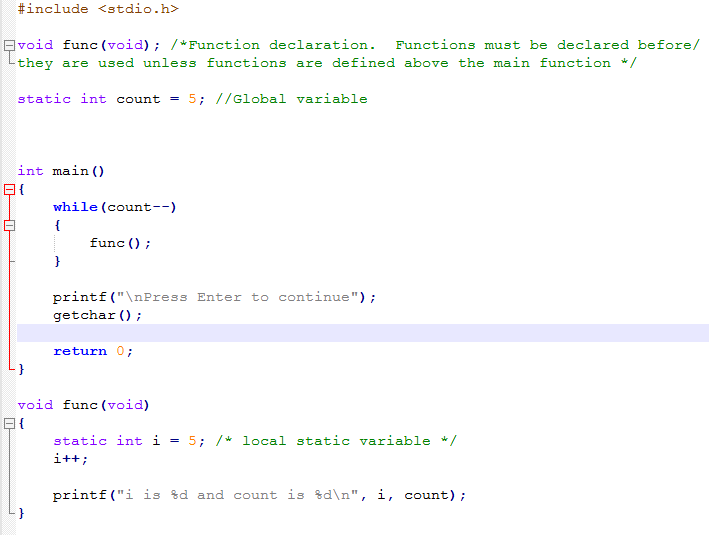 #include <stdio.h>
void func(void); /*Function declaration.  Functions must be declared before/
they are used unless functions are defined above the main function */
static int count = 5; //Global variable
int main()
{
    while(count--)
    {
        func();
    }
    printf("\nPress Enter to continue");
    getchar();
    return 0;
}
void func(void)
{
    static int i = 5; /* local static variable */
    i++;
    printf("i is %d and count is %d\n", i, count);
}